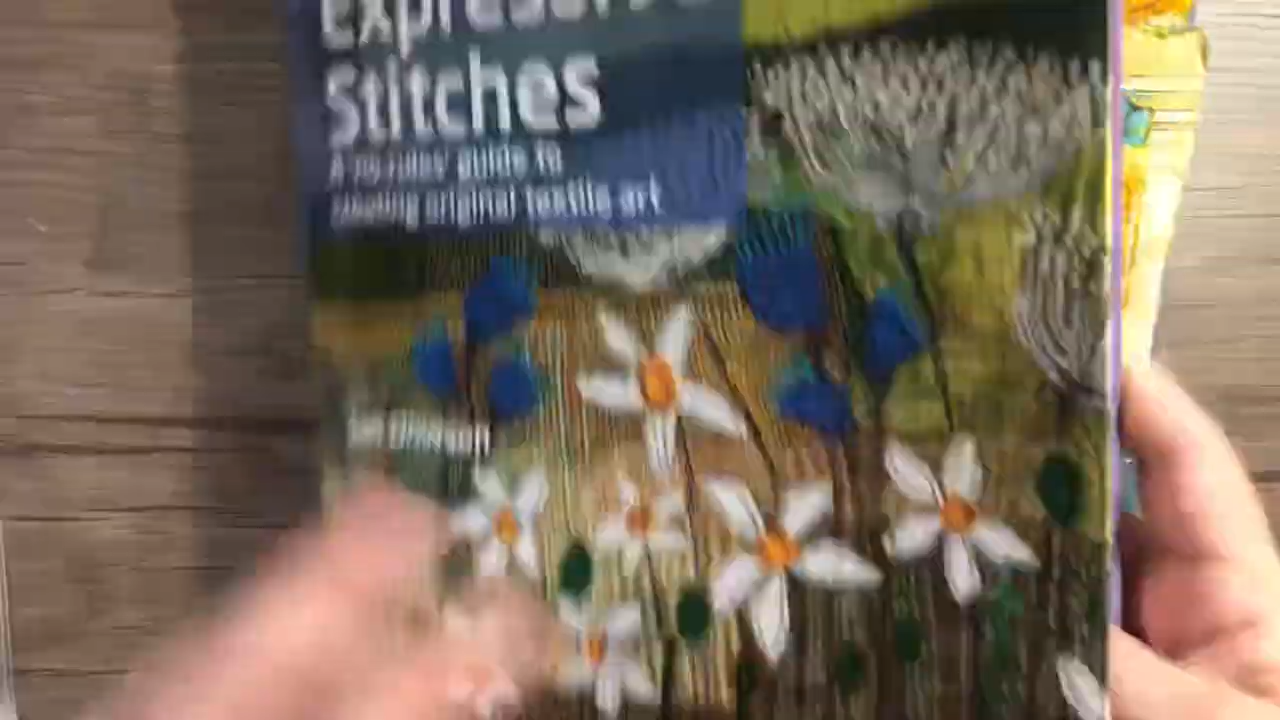 Expressive
Stitches
A 'no-rules' guide to
creating original textile art